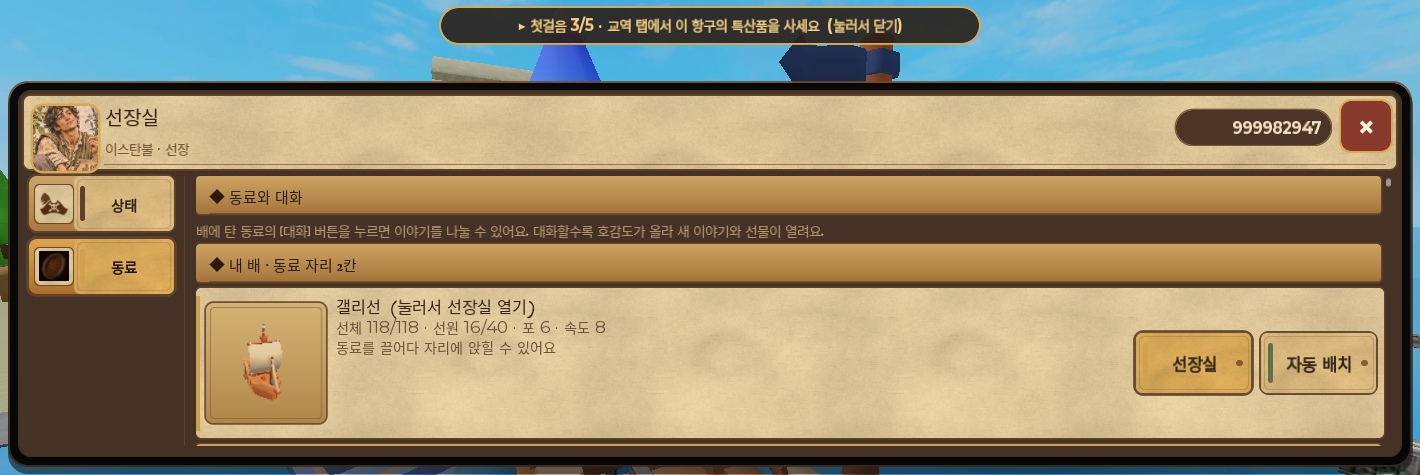 ▸ 첫걸음 3/5 · 교역 탭에서 이 항구의 특산품을 사세요 (눌러서 닫기)
선장실
이스탄불 · 선장
999982947
×
상태
동료
◆ 동료와 대화
배에 탄 동료의 [대화] 버튼을 누르면 이야기를 나눌 수 있어요. 대화할수록 호감도가 올라 새 이야기와 선물이 열려요.
◆ 내 배 · 동료 자리 2칸
갤리선 (눌러서 선장실 열기)
선체 118/118 · 선원 16/40 · 포 6 · 속도 8
동료를 끌어다 자리에 앉힐 수 있어요
선장실
자동 배치